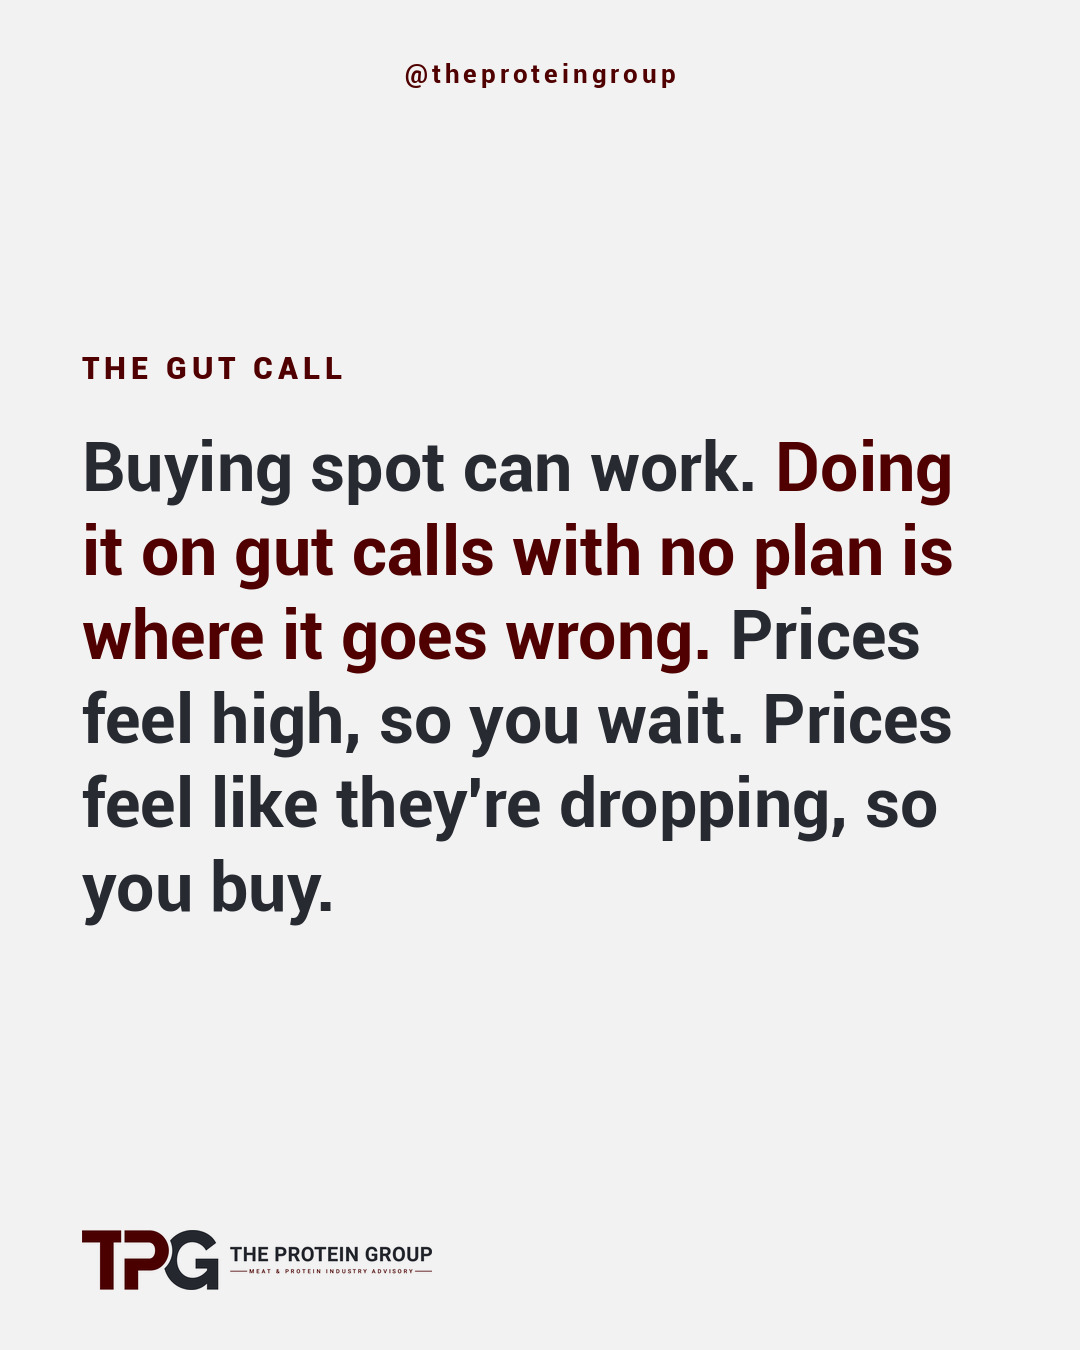 @theproteingroup
THE GUT CALL
Buying spot can work. Doing
it on gut calls with no plan is
where it goes wrong. Prices
feel high, so you wait. Prices
feel like they're dropping, so
you buy.
TPG
THE PROTEIN GROUP
MEAT & PROTEIN INDUSTRY ADVISORY